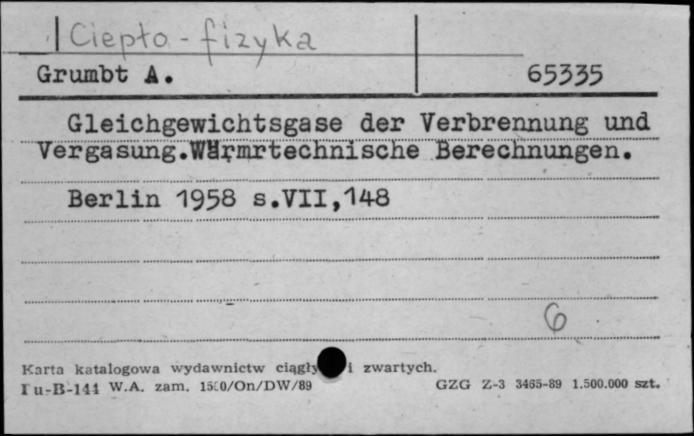 Ciepło - fizyka
Grumbt A. 65335
Gleichgewichtsgase der Verbrennung und
Vergasung.Wärmrtechnische Berechnungen.
Berlin 1958 s.VII,148
6
Karta katalogowa wydawnictw ciągły i zwartych.
Pu-B-144 W.A. zam. 1500/On/DW/89 GZG Z-3 3465-89 1.500.000 szt.